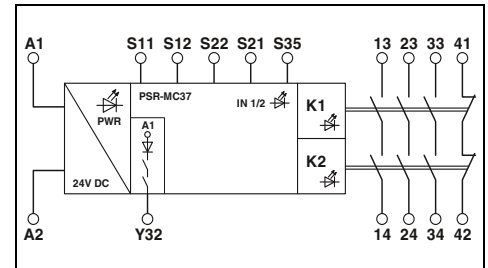 A1 S11 S12 S22 S21 S35 13 23 33 41
PSR-MC37 IN 1/2 K1
PWR A1
K2
24V DC
A2 Y32 14 24 34 42